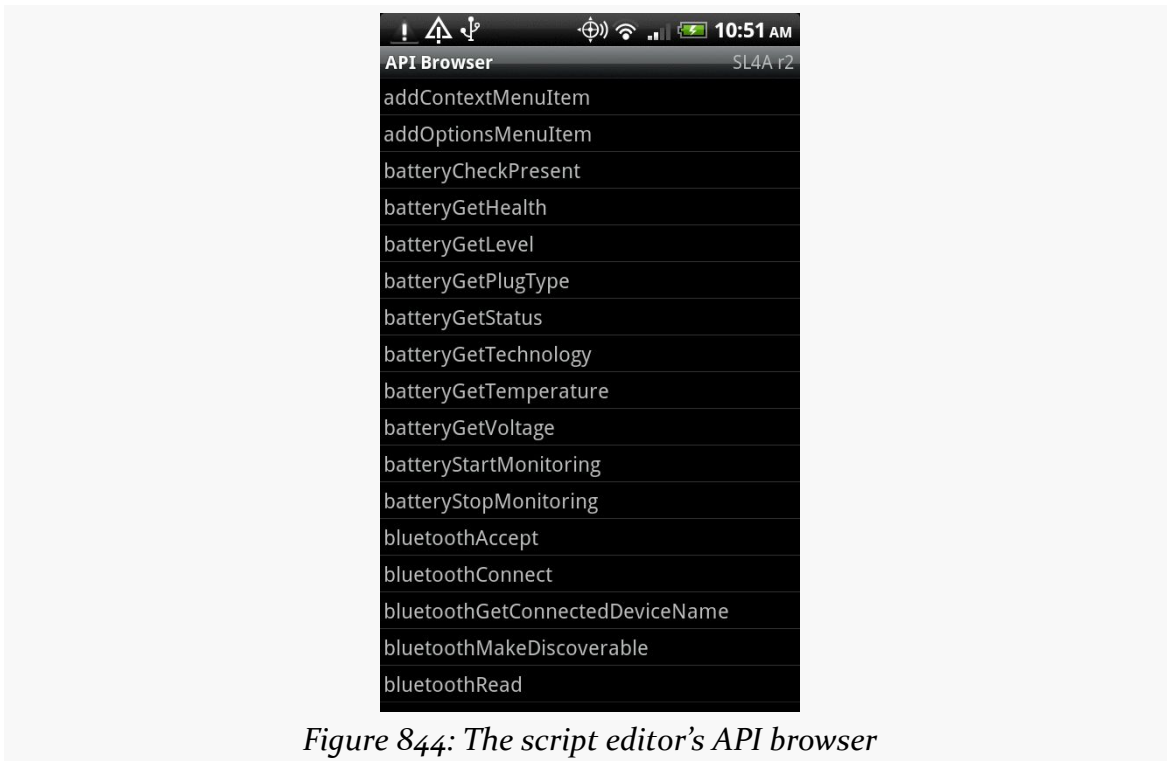 10:51 AM
API Browser SL4A r2
addContextMenuItem
addOptionsMenuItem
batteryCheckPresent
batteryGetHealth
batteryGetLevel
batteryGetPlugType
batteryGetStatus
batteryGetTechnology
batteryGetTemperature
batteryGetVoltage
batteryStartMonitoring
batteryStopMonitoring
bluetoothAccept
bluetoothConnect
bluetoothGetConnectedDeviceName
bluetoothMakeDiscoverable
bluetoothRead
Figure 844: The script editor’s API browser